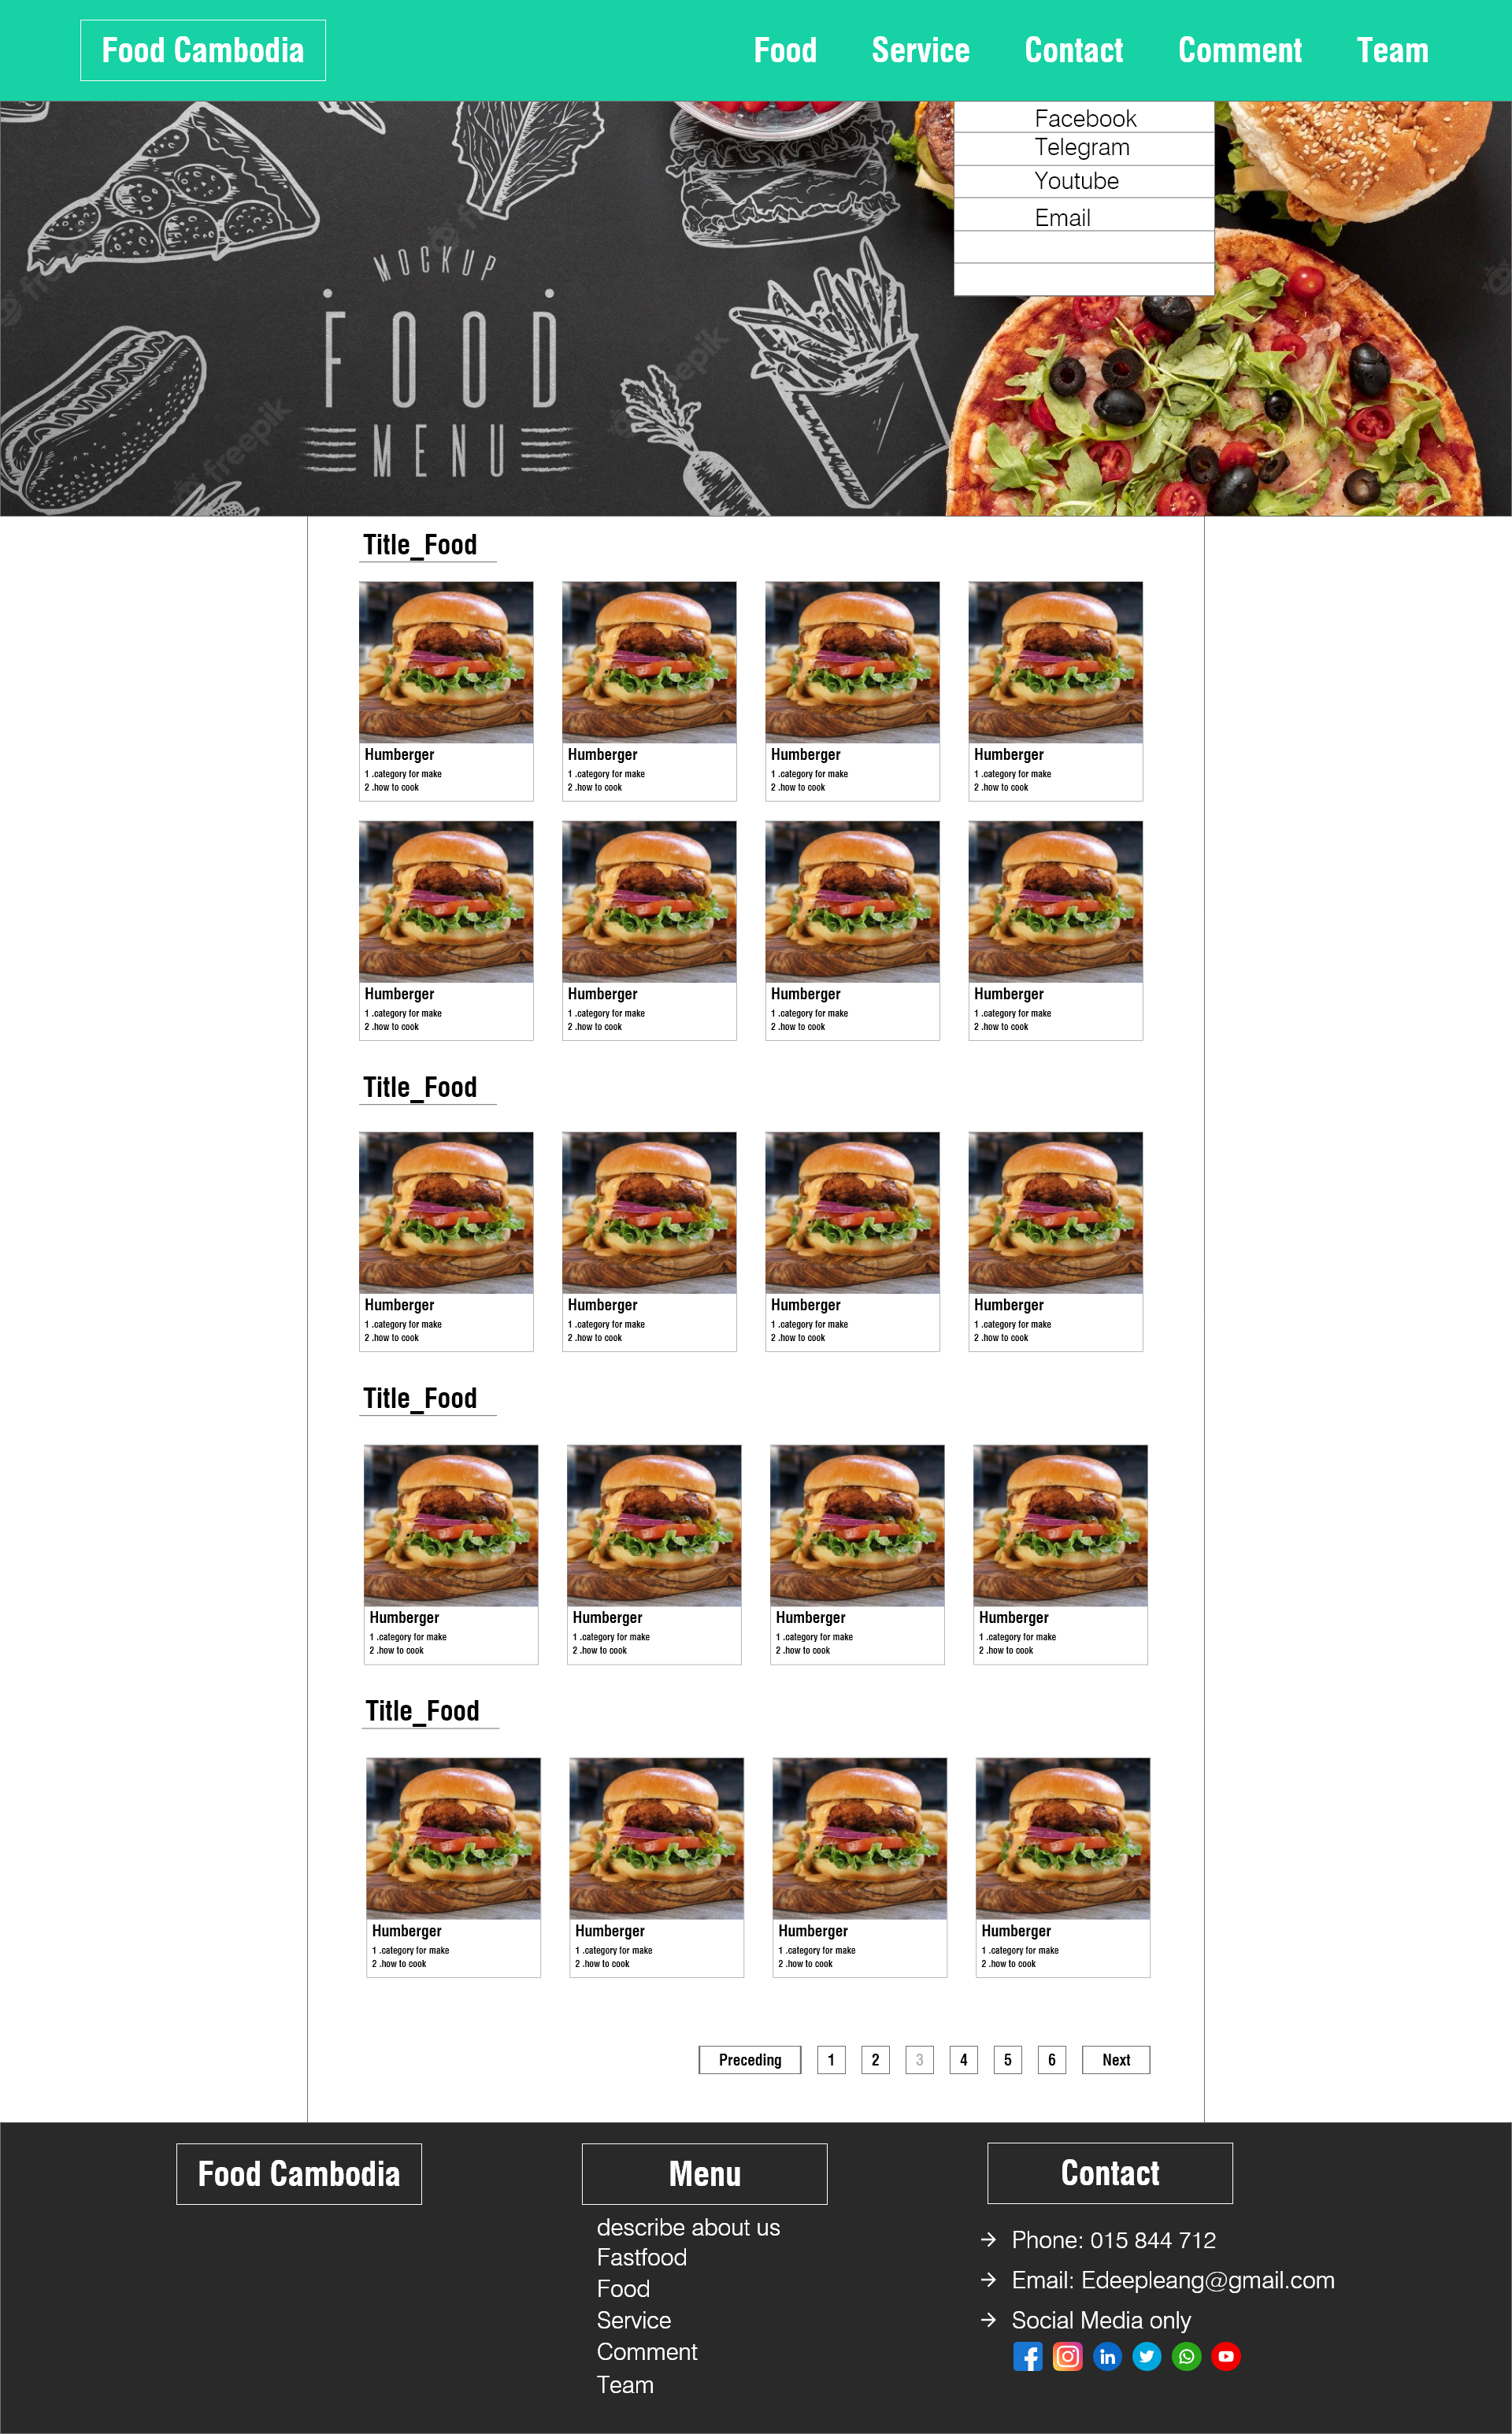 Food Cambodia
Food Service Contact Comment Team
Facebook
Telegram
Youtube
Email
MOCKUP
FOOD
MENU
freepik
freepik
Title_Food
Humberger Humberger Humberger Humberger
1 .category for make 1 .category for make 1 .category for make 1 .category for make
2 .how to cook 2 .how to cook 2 .how to cook 2 .how to cook
Humberger Humberger Humberger Humberger
1 .category for make 1 .category for make 1 .category for make 1 .category for make
2 .how to cook 2 .how to cook 2 .how to cook 2 .how to cook
Title_Food
Humberger Humberger Humberger Humberger
1 .category for make 1 .category for make 1 .category for make 1 .category for make
2 .how to cook 2 .how to cook 2 .how to cook 2 .how to cook
Title_Food
Humberger Humberger Humberger Humberger
1 .category for make 1 .category for make 1 .category for make 1 .category for make
2 .how to cook 2 .how to cook 2 .how to cook 2 .how to cook
Title_Food
Humberger Humberger Humberger Humberger
1 .category for make 1 .category for make 1 .category for make 1 .category for make
2 .how to cook 2 .how to cook 2 .how to cook 2 .how to cook
Preceding 1 2 3 4 5 6 Next
Food Cambodia
Menu
describe about us
Fastfood
Food
Service
Comment
Team
Contact
Phone: 015 844 712
Email: Edeepleang@gmail.com
Social Media only